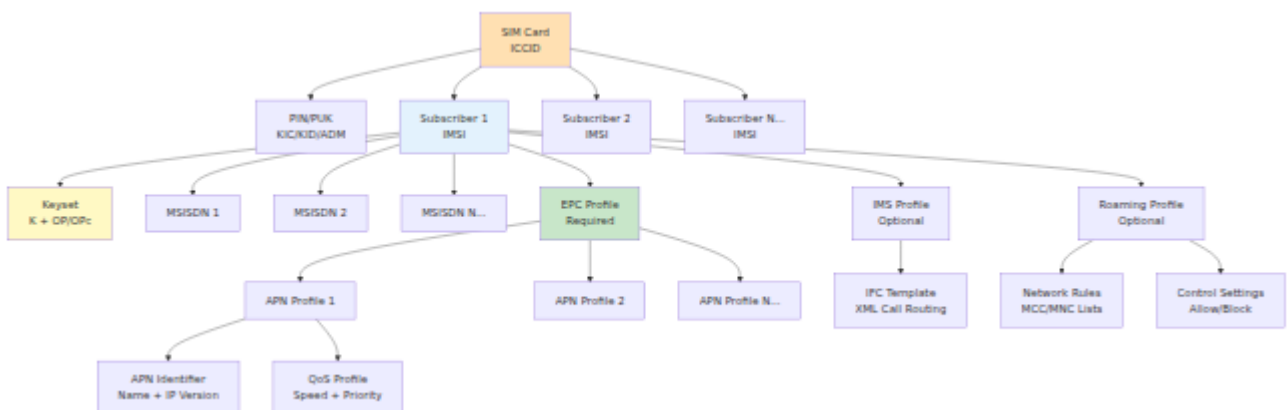 SIM Card
ICCID
PIN/PUK
KIC/KID/ADM
Subscriber 1
IMSI
Subscriber 2
IMSI
Subscriber N...
IMSI
Keyset
K + OP/OPc
MSISDN 1
MSISDN 2
MSISDN N...
EPC Profile
Required
IMS Profile
Optional
Roaming Profile
Optional
APN Profile 1
APN Profile 2
APN Profile N...
IFC Template
XML Call Routing
Network Rules
MCC/MNC Lists
Control Settings
Allow/Block
APN Identifier
Name + IP Version
QoS Profile
Speed + Priority